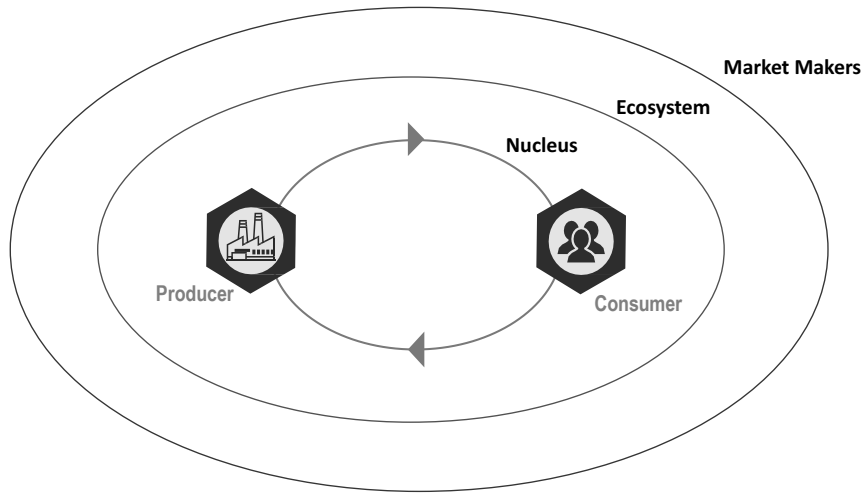 Market Makers
Ecosystem
Nucleus
Producer
Consumer